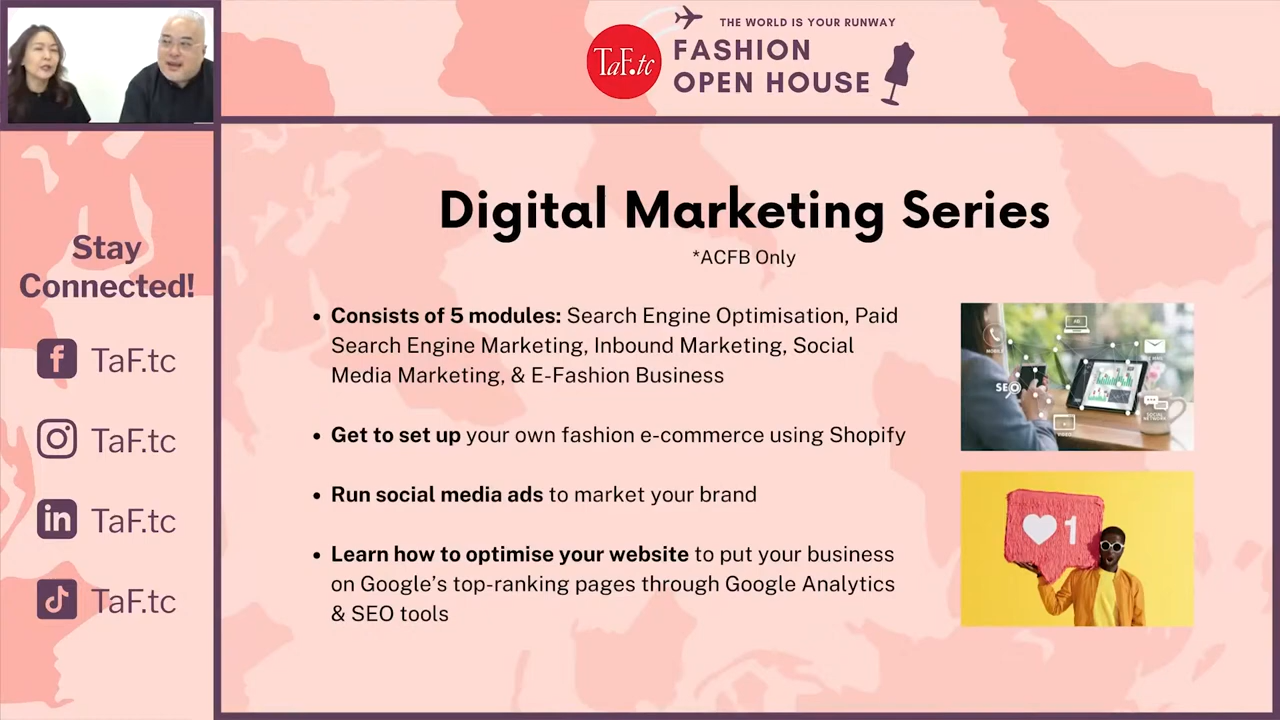 THE WORLD IS YOUR RUNWAY
TaF.tc
FASHION
OPEN HOUSE
Stay
Connected!
TaF.tc
TaF.tc
TaF.tc
TaF.tc
Digital Marketing Series
*ACFB Only
• Consists of 5 modules: Search Engine Optimisation, Paid
Search Engine Marketing, Inbound Marketing, Social
Media Marketing, & E-Fashion Business
• Get to set up your own fashion e-commerce using Shopify
• Run social media ads to market your brand
• Learn how to optimise your website to put your business
on Google’s top-ranking pages through Google Analytics
& SEO tools
MOBILE
SEO
VIDEO
SOCIAL
NETWORK
1